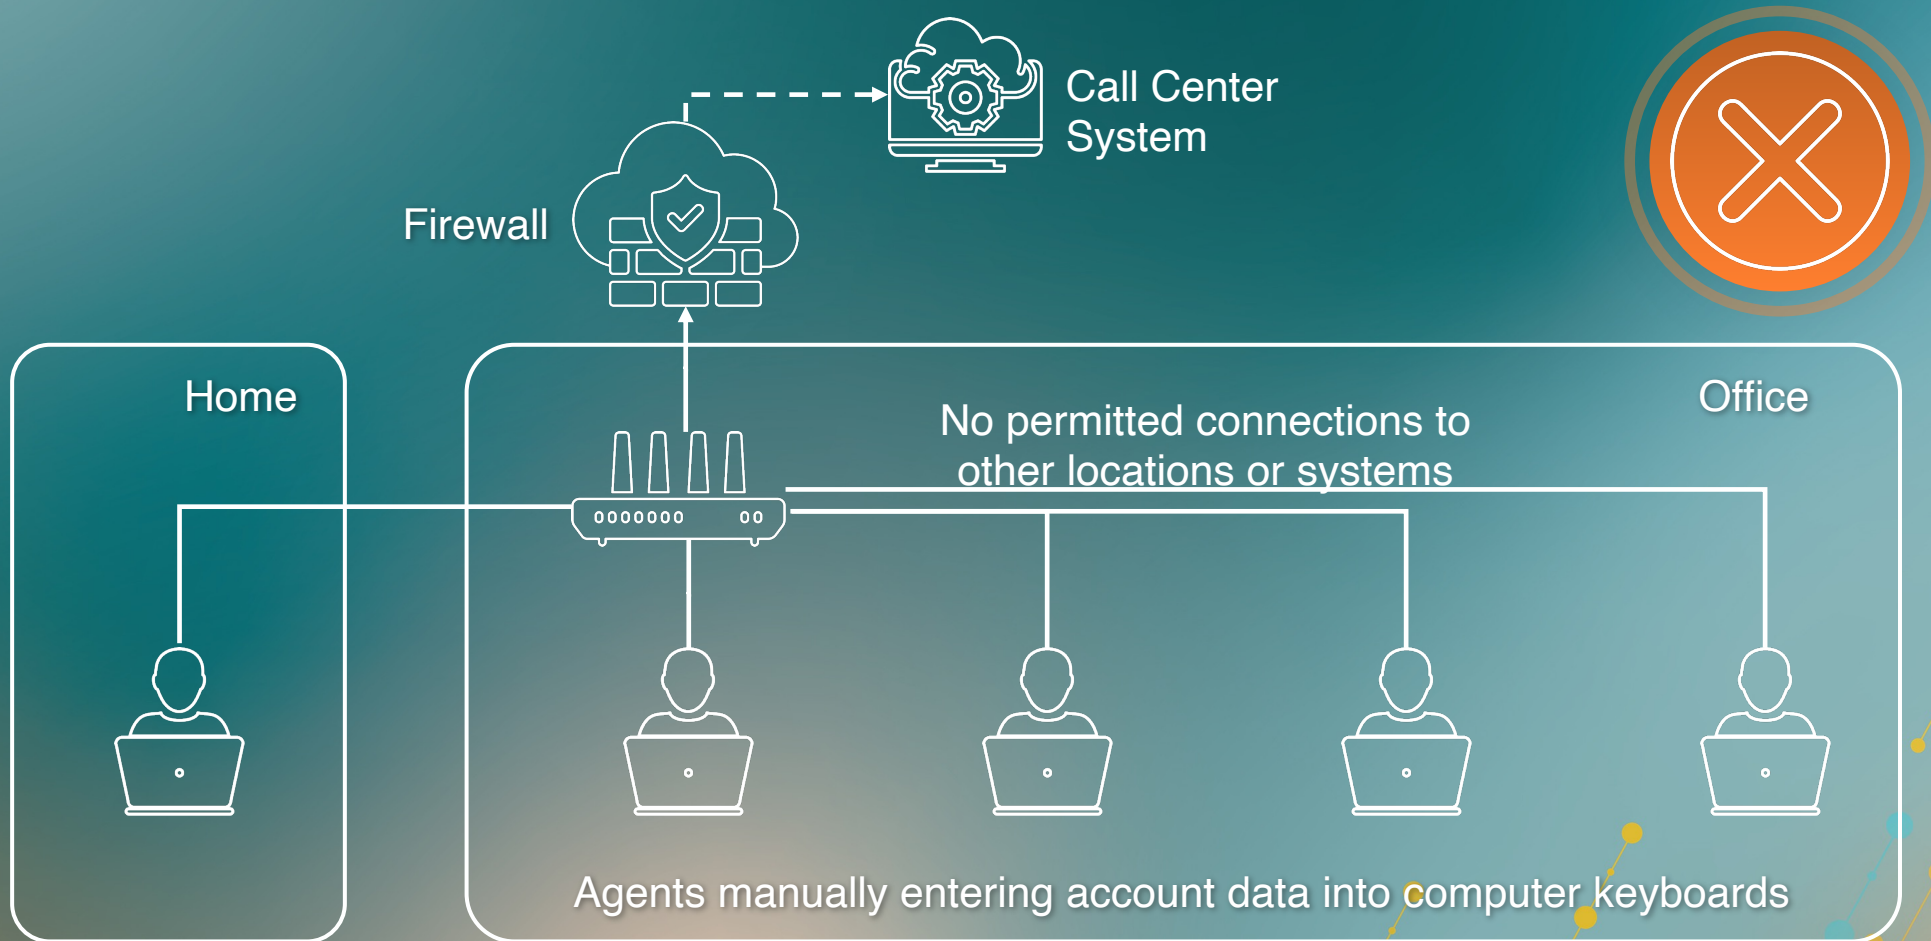 Call Center
System
Firewall
Home
Office
No permitted connections to
other locations or systems
Agents manually entering account data into computer keyboards